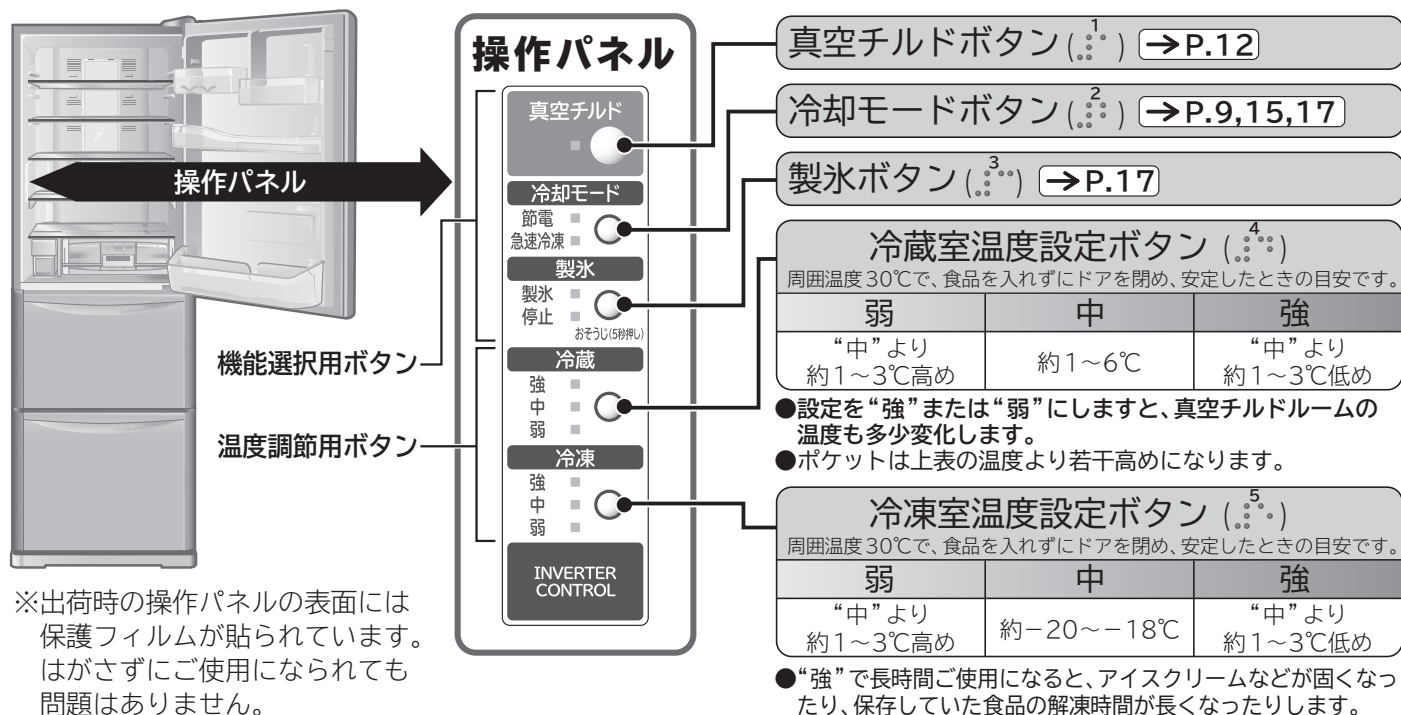 操作パネル
機能選択用ボタン
温度調節用ボタン
※出荷時の操作パネルの表面には
保護フィルムが貼られています。
はがさずにご使用になられても
問題はありません。
操作パネル
真空チルド
冷却モード
節電
急速冷凍
製氷
製氷
停止
おそうじ(5秒押し)
冷蔵
強
中
弱
冷凍
強
中
弱
INVERTER
CONTROL
真空チルドボタン(1) →P.12
冷却モードボタン(2) →P.9,15,17
製氷ボタン(3) →P.17
冷蔵室温度設定ボタン(4)
周囲温度30℃で、食品を入れずにドアを閉め、安定したときの目安です。
弱 中 強
“中”より
約1～3℃高め
約1～6℃
“中”より
約1～3℃低め
●設定を“強”または“弱”にしますと、真空チルドルームの
温度も多少変化します。
●ポケットは上表の温度より若干高めになります。
冷凍室温度設定ボタン(5)
周囲温度30℃で、食品を入れずにドアを閉め、安定したときの目安です。
弱 中 強
“中”より
約1～3℃高め
約－20～－18℃
“中”より
約1～3℃低め
●“強”で長時間ご使用になると、アイスクリームなどが固くなっ
たり、保存していた食品の解凍時間が長くなったりします。